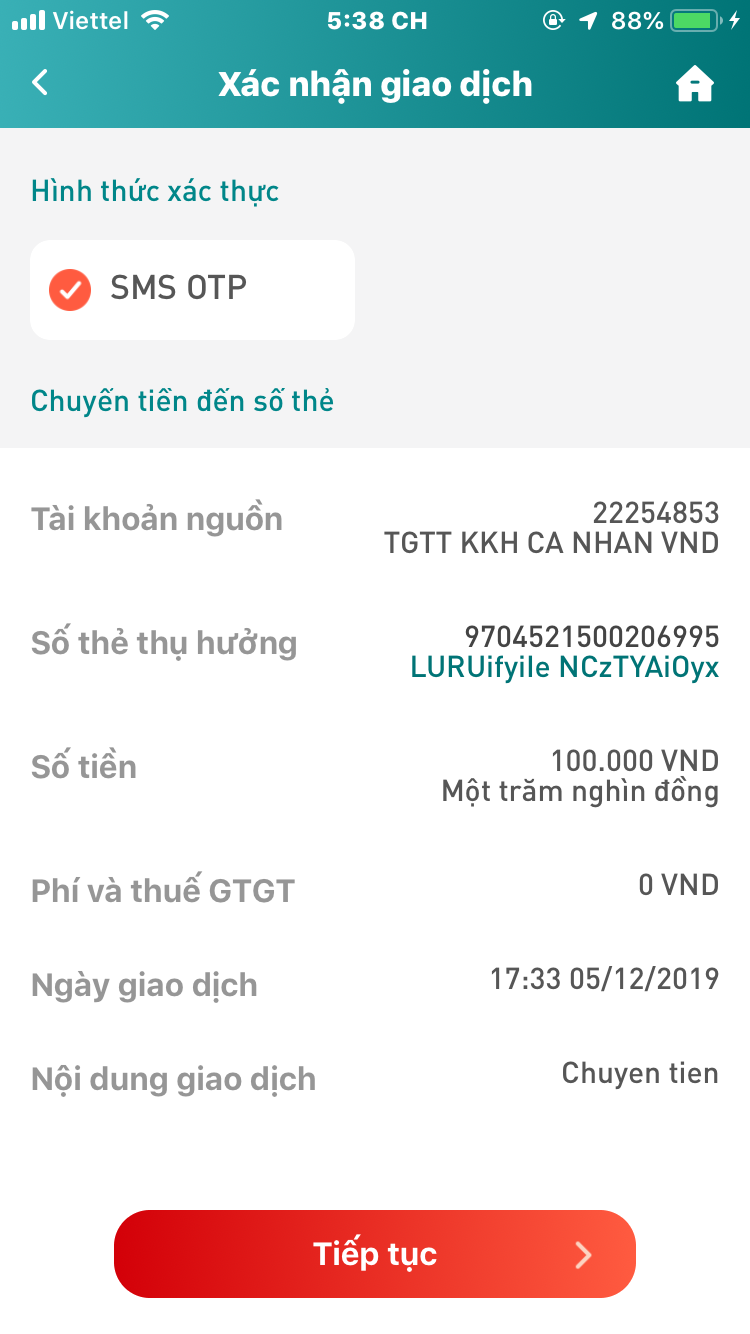 Viettel 5:38 CH 88%
Xác nhận giao dịch
Hình thức xác thực
SMS OTP
Chuyển tiền đến số thẻ
Tài khoản nguồn 22254853
TGTT KKH CA NHAN VND
Số thẻ thụ hưởng 9704521500206995
LURUifyile NCzTYAiOyx
Số tiền 100.000 VND
Một trăm nghìn đồng
Phí và thuế GTGT 0 VND
Ngày giao dịch 17:33 05/12/2019
Nội dung giao dịch Chuyen tien
Tiếp tục